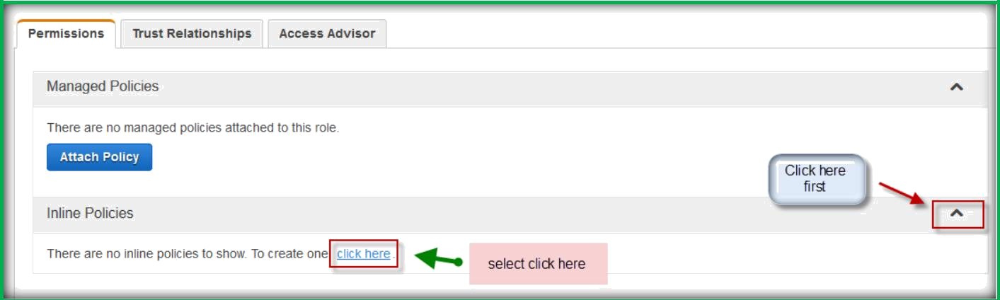 Permissions Trust Relationships Access Advisor
Managed Policies
There are no managed policies attached to this role.
Attach Policy
Click here
first
Inline Policies
There are no inline policies to show. To create one click here.
select click here